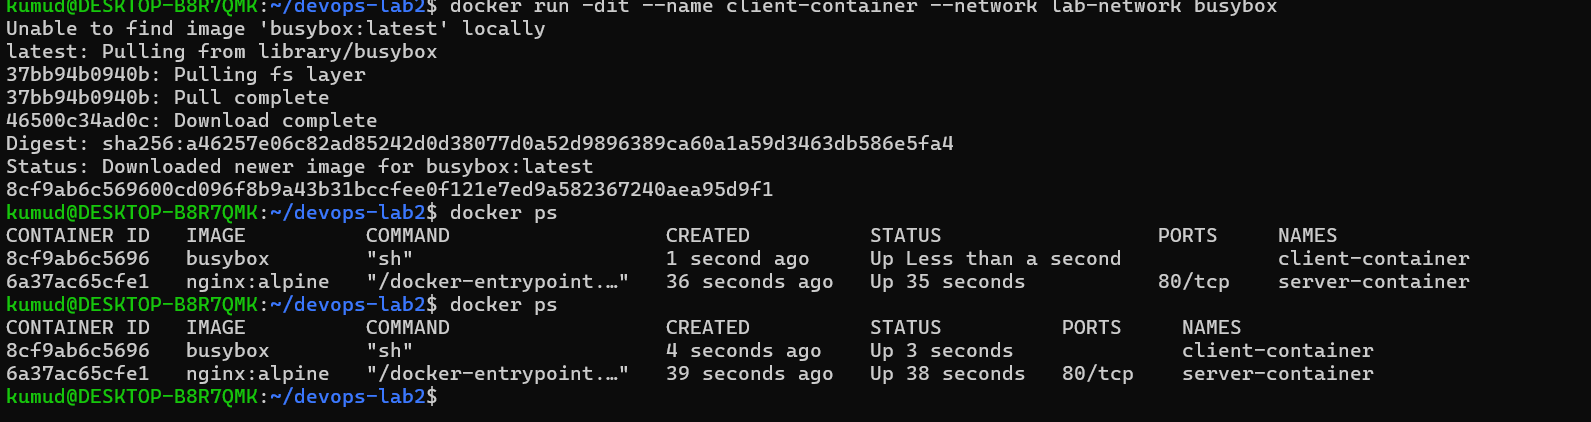 kumud@DESKTOP-B8R7QMK:~/devops-lab2$ docker run -dit --name client-container --network lab-network busybox
Unable to find image 'busybox:latest' locally
latest: Pulling from library/busybox
37bb94b0940b: Pulling fs layer
37bb94b0940b: Pull complete
46500c34ad0c: Download complete
Digest: sha256:a46257e06c82ad85242d0d38077d0a52d9896389ca60a1a59d3463db586e5fa4
Status: Downloaded newer image for busybox:latest
8cf9ab6c569600cd096f8b9a43b31bccfee0f121e7ed9a582367240aea95d9f1
kumud@DESKTOP-B8R7QMK:~/devops-lab2$ docker ps
CONTAINER ID   IMAGE          COMMAND                  CREATED          STATUS                  PORTS     NAMES
8cf9ab6c5696   busybox        "sh"                     1 second ago     Up Less than a second             client-container
6a37ac65cfe1   nginx:alpine   "/docker-entrypoint.…"   36 seconds ago   Up 35 seconds           80/tcp    server-container
kumud@DESKTOP-B8R7QMK:~/devops-lab2$ docker ps
CONTAINER ID   IMAGE          COMMAND                  CREATED          STATUS          PORTS     NAMES
8cf9ab6c5696   busybox        "sh"                     4 seconds ago    Up 3 seconds              client-container
6a37ac65cfe1   nginx:alpine   "/docker-entrypoint.…"   39 seconds ago   Up 38 seconds   80/tcp    server-container
kumud@DESKTOP-B8R7QMK:~/devops-lab2$